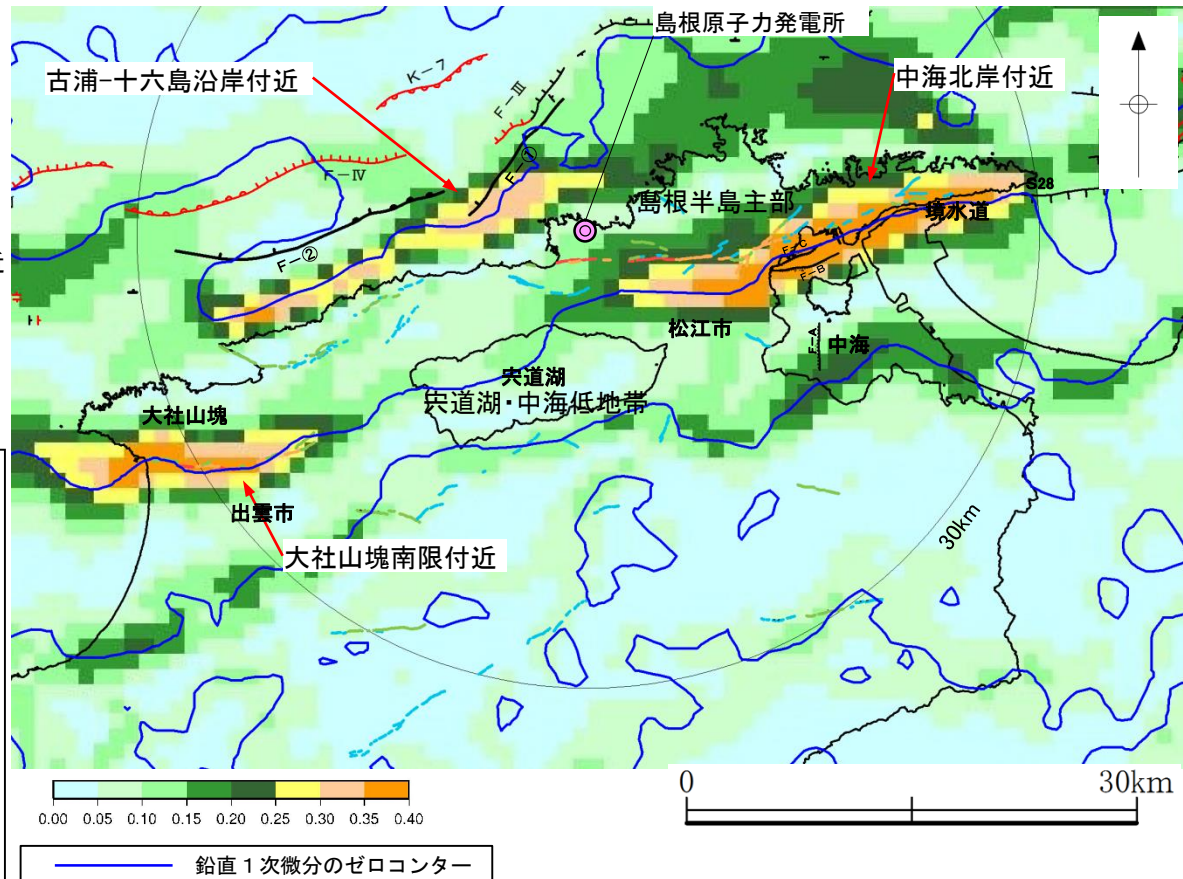 島根原子力発電所
古浦−十六島沿岸付近
中海北岸付近
K−7
F−Ⅲ
F−①
F−Ⅳ
F−②
島根半島主部
境水道
S28
F−C
F−B
F−A
松江市
中海
宍道湖
宍道湖・中海低地帯
大社山塊
出雲市
大社山塊南限付近
30km
0.00 0.05 0.10 0.15 0.20 0.25 0.30 0.35 0.40
0 30km
鉛直1次微分のゼロコンター